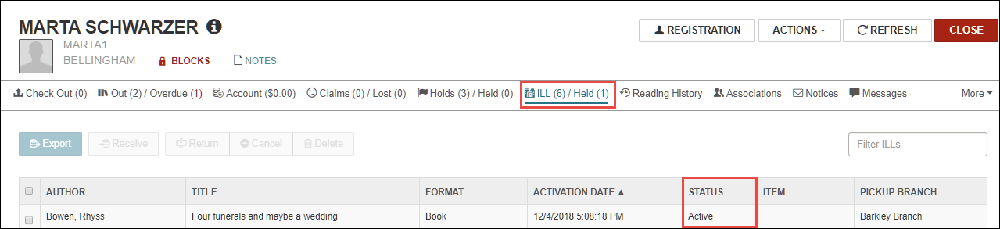 MARTA SCHWARZER
MARTA1
BELLINGHAM
BLOCKS NOTES
REGISTRATION ACTIONS REFRESH CLOSE
Check Out (0) Out (2) / Overdue (1) Account ($0.00) Claims (0) / Lost (0) Holds (3) / Held (0) ILL (6) / Held (1) Reading History Associations Notices Messages More
Export Receive Return Cancel Delete Filter ILLs
AUTHOR TITLE FORMAT ACTIVATION DATE ▲ STATUS ITEM PICKUP BRANCH
Bowen, Rhyss Four funerals and maybe a wedding Book 12/4/2018 5:08:18 PM Active Barkley Branch